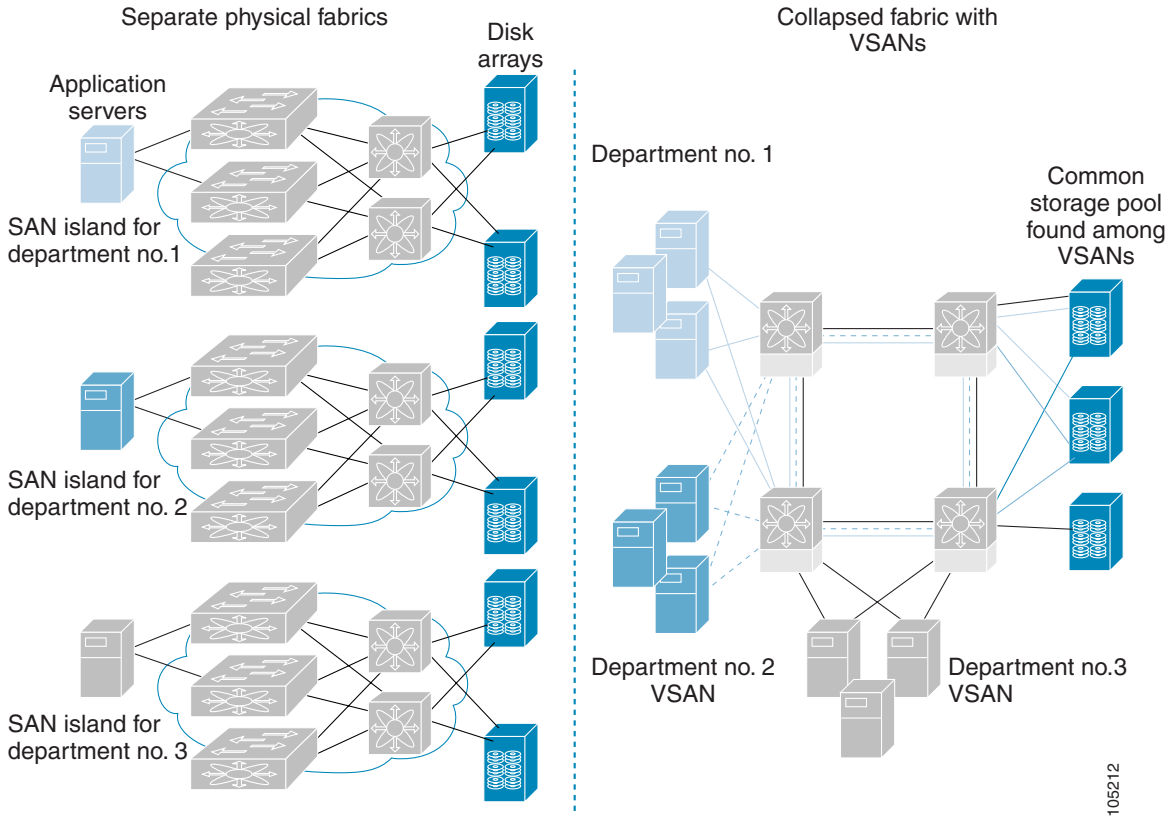 Separate physical fabrics
Disk
arrays
Application
servers
SAN island for
department no.1
SAN island for
department no. 2
SAN island for
department no. 3
Collapsed fabric with
VSANs
Department no. 1
Common
storage pool
found among
VSANs
Department no. 2
VSAN
Department no.3
VSAN
105212